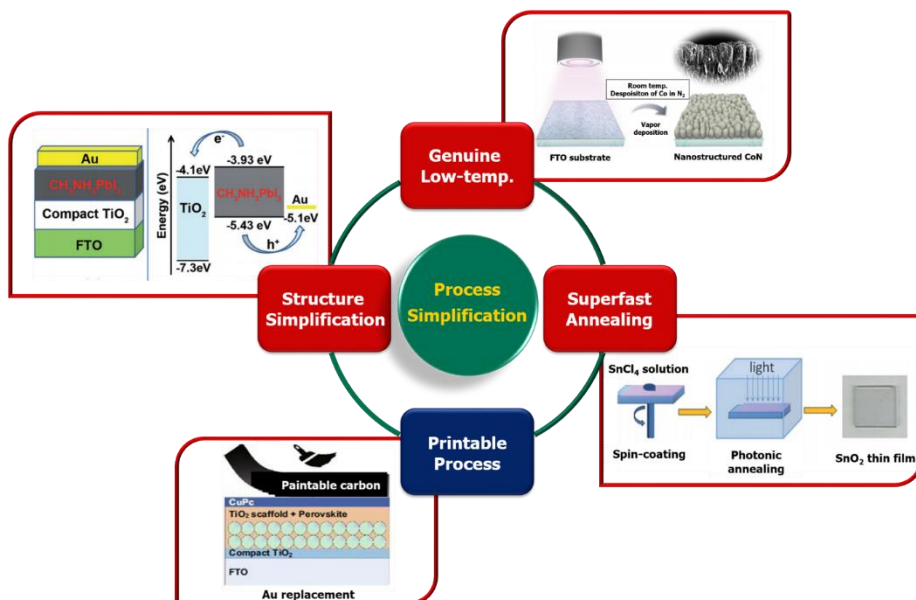 Room temp.
Despoisiton of Co in N₂
Vapor
deposition
FTO substrate
Nanostructured CoN
Genuine
Low-temp.
Au
CH₃NH₃PbI₃
Compact TiO₂
FTO
Energy (eV)
e⁻
-4.1eV
TiO₂
-7.3eV
-3.93 eV
CH₃NH₃PbI₃
-5.43 eV
h⁺
Au
-5.1eV
Structure
Simplification
Process
Simplification
Superfast
Annealing
SnCl₄ solution
light
Spin-coating
Photonic
annealing
SnO₂ thin film
Printable
Process
Paintable carbon
CuPc
TiO₂ scaffold + Perovskite
Compact TiO₂
FTO
Au replacement